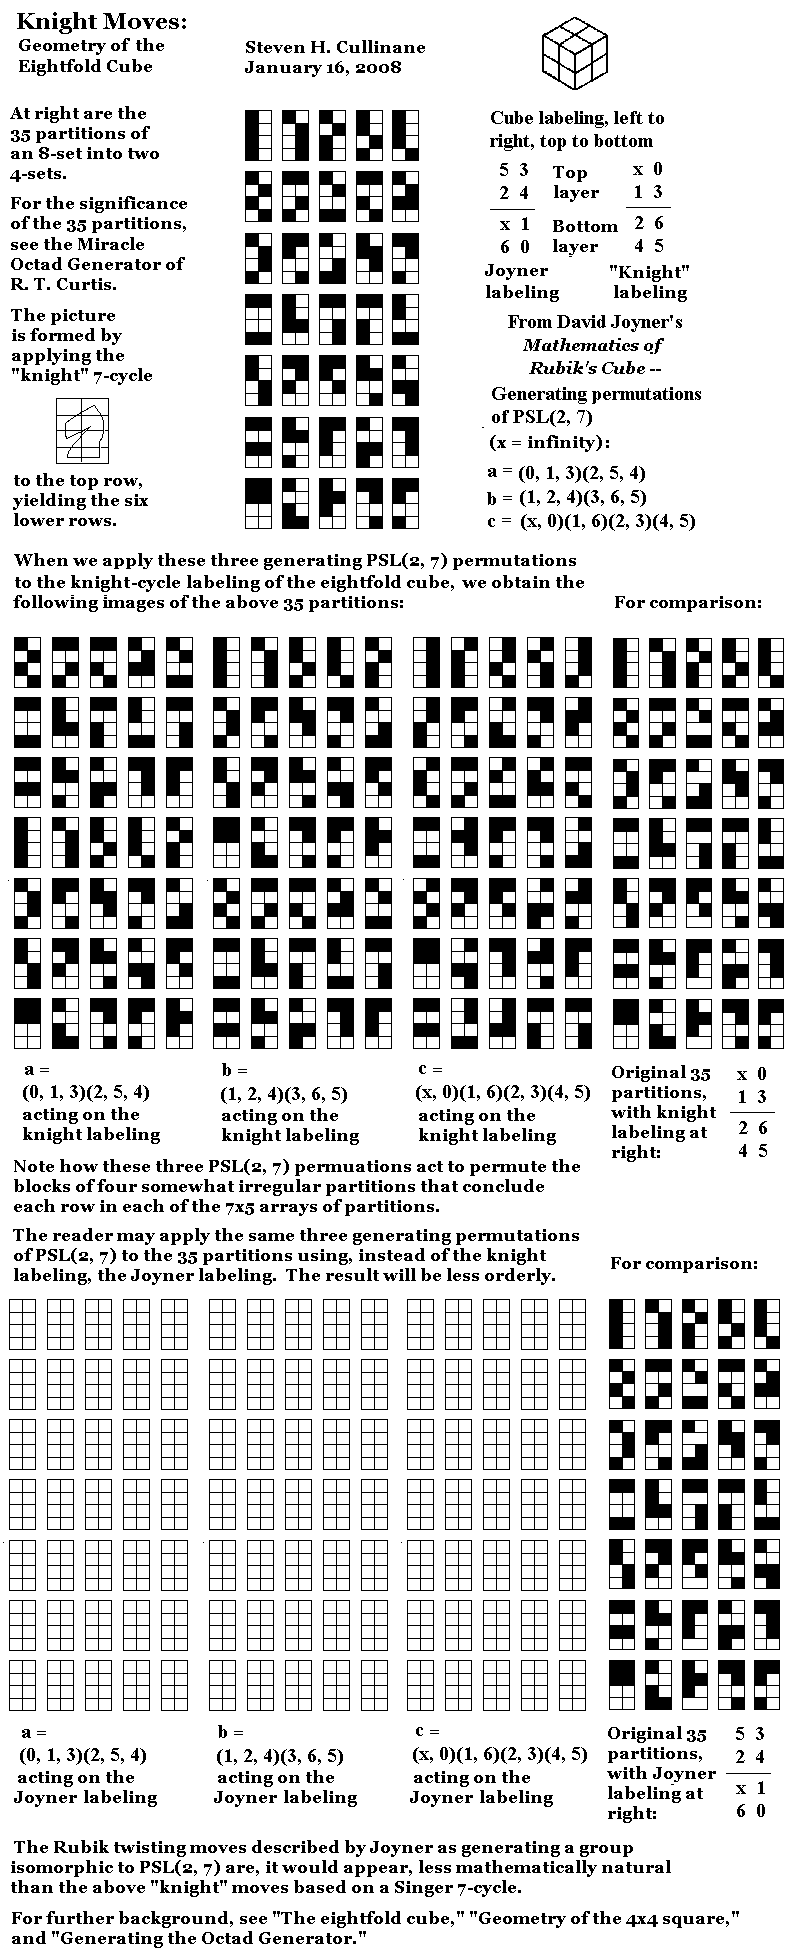 Knight Moves:
Geometry of the
Eightfold Cube
Steven H. Cullinane
January 16, 2008
At right are the
35 partitions of
an 8-set into two
4-sets.
For the significance
of the 35 partitions,
see the Miracle
Octad Generator of
R. T. Curtis.
The picture
is formed by
applying the
"knight" 7-cycle
to the top row,
yielding the six
lower rows.
Cube labeling, left to
right, top to bottom
5 3 Top x 0
2 4 layer 1 3
x 1 Bottom 2 6
6 0 layer 4 5
Joyner "Knight"
labeling labeling
From David Joyner's
Mathematics of
Rubik's Cube --
Generating permutations
of PSL(2, 7)
(x = infinity):
a = (0, 1, 3)(2, 5, 4)
b = (1, 2, 4)(3, 6, 5)
c = (x, 0)(1, 6)(2, 3)(4, 5)
When we apply these three generating PSL(2, 7) permutations
to the knight-cycle labeling of the eightfold cube, we obtain the
following images of the above 35 partitions:
For comparison:
a =
(0, 1, 3)(2, 5, 4)
acting on the
knight labeling
b =
(1, 2, 4)(3, 6, 5)
acting on the
knight labeling
c =
(x, 0)(1, 6)(2, 3)(4, 5)
acting on the
knight labeling
Original 35
partitions,
with knight
labeling at
right:
x 0
1 3
2 6
4 5
Note how these three PSL(2, 7) permuations act to permute the
blocks of four somewhat irregular partitions that conclude
each row in each of the 7x5 arrays of partitions.
The reader may apply the same three generating permutations
of PSL(2, 7) to the 35 partitions using, instead of the knight
labeling, the Joyner labeling. The result will be less orderly.
For comparison:
a =
(0, 1, 3)(2, 5, 4)
acting on the
Joyner labeling
b =
(1, 2, 4)(3, 6, 5)
acting on the
Joyner labeling
c =
(x, 0)(1, 6)(2, 3)(4, 5)
acting on the
Joyner labeling
Original 35
partitions,
with Joyner
labeling at
right:
5 3
2 4
x 1
6 0
The Rubik twisting moves described by Joyner as generating a group
isomorphic to PSL(2, 7) are, it would appear, less mathematically natural
than the above "knight" moves based on a Singer 7-cycle.
For further background, see "The eightfold cube," "Geometry of the 4x4 square,"
and "Generating the Octad Generator."